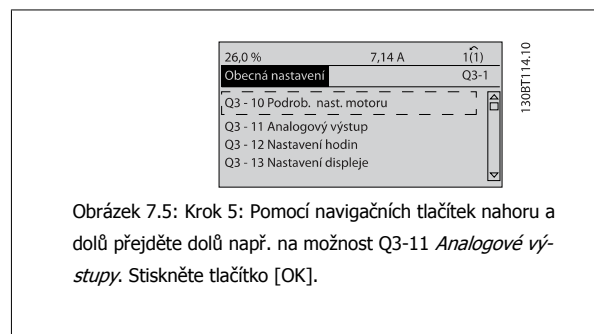 26,0 % 7,14 A 1(1)
Obecná nastavení Q3-1
Q3 - 10 Podrob. nast. motoru
Q3 - 11 Analogový výstup
Q3 - 12 Nastavení hodin
Q3 - 13 Nastavení displeje
130BT114.10
Obrázek 7.5: Krok 5: Pomocí navigačních tlačítek nahoru a
dolů přejděte dolů např. na možnost Q3-11 Analogové vý-
stupy. Stiskněte tlačítko [OK].